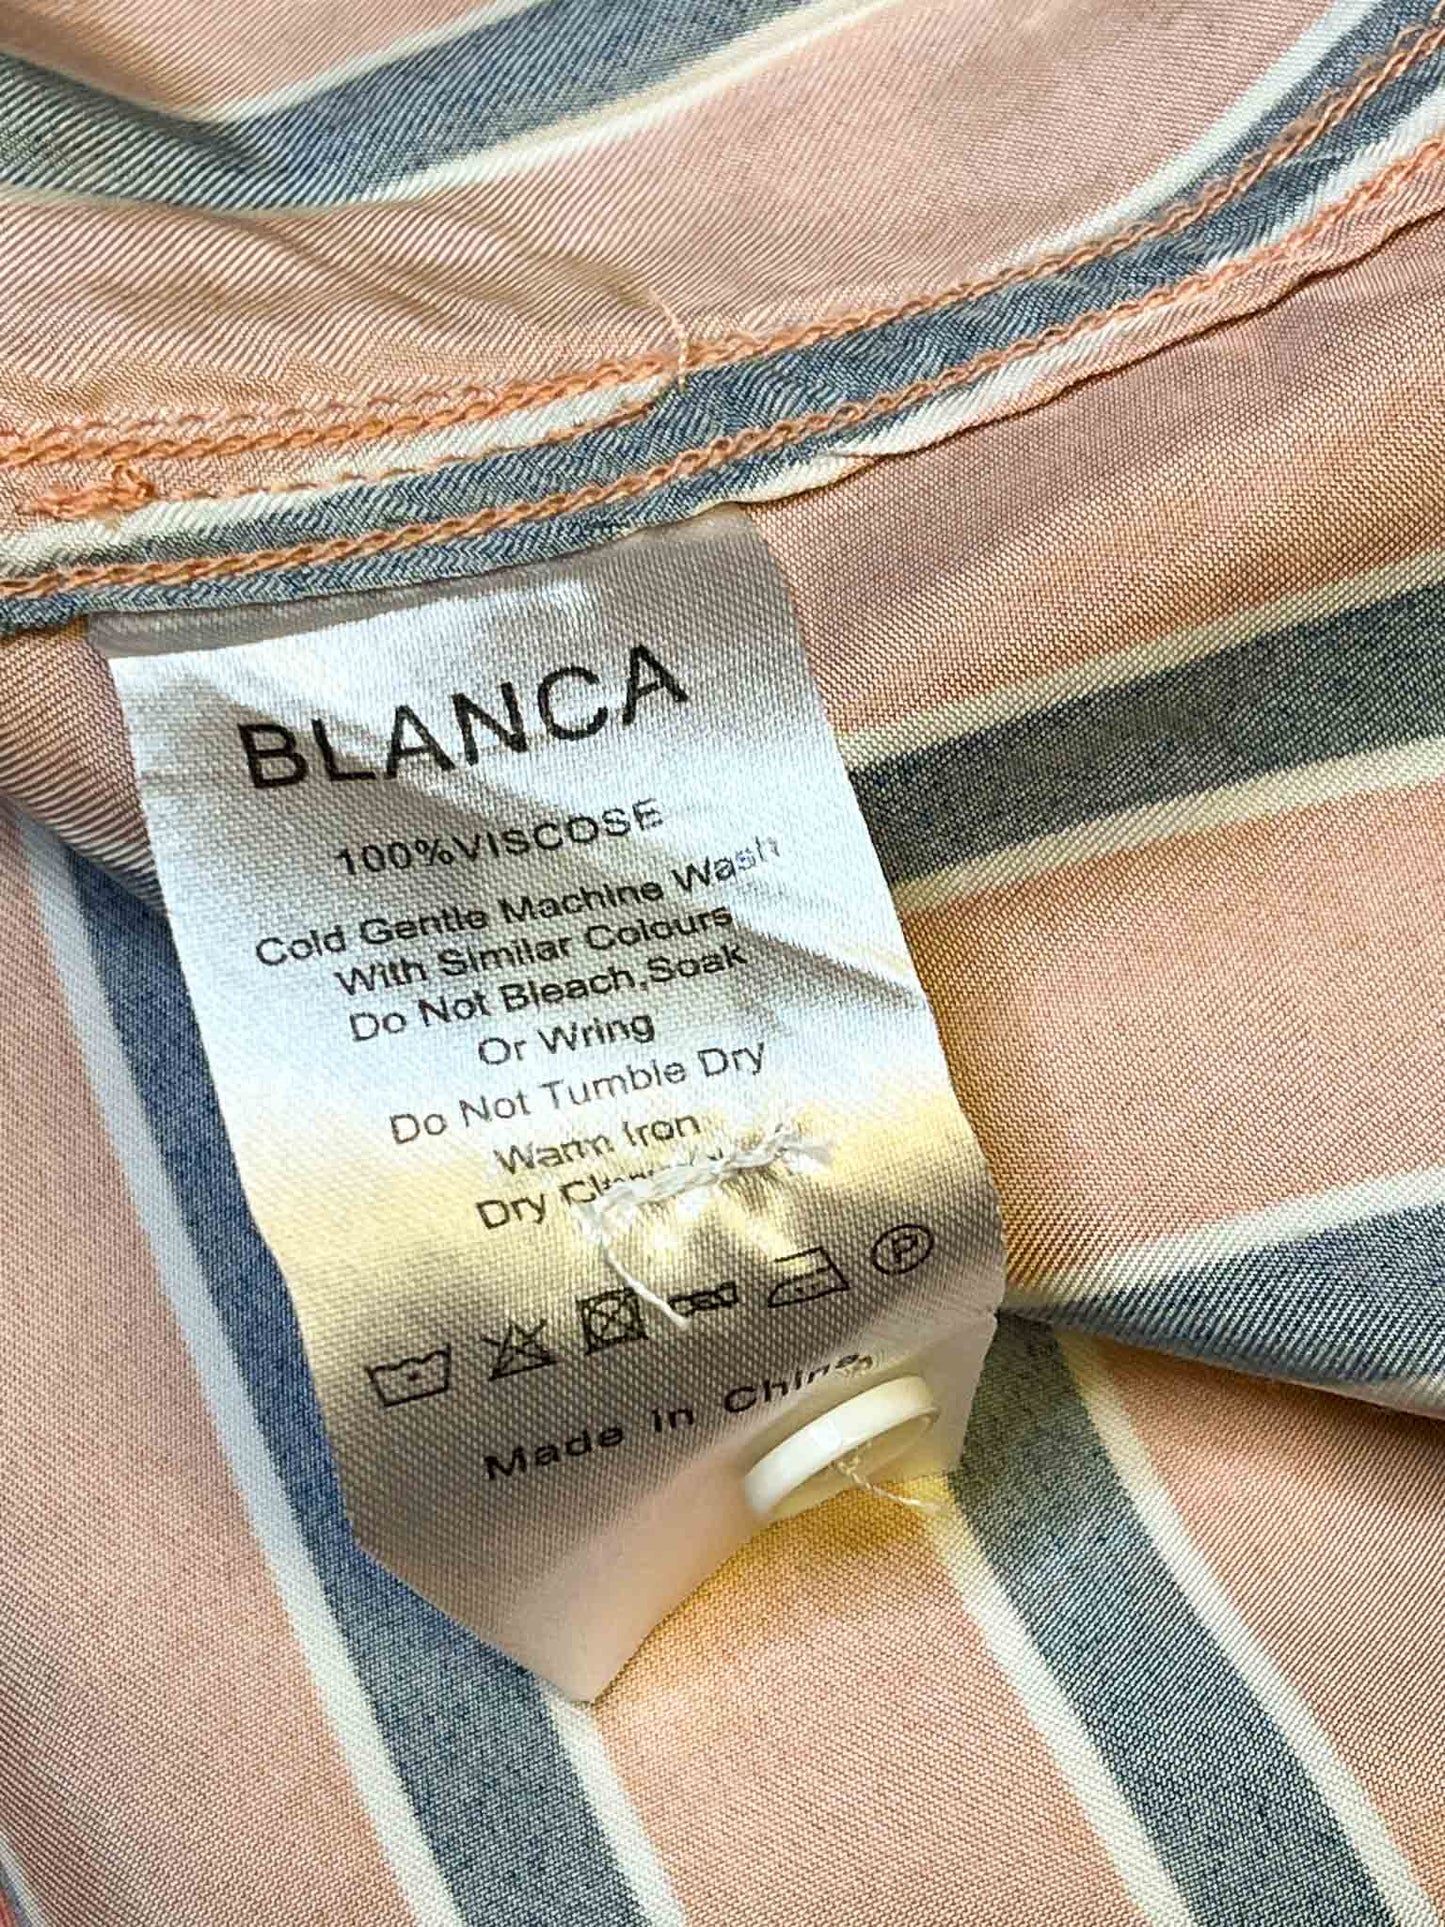 BLANCA
100%VISCOSE
Cold Gentle Machine Wash
With Similar Colours
Do Not Bleach,Soak
Or Wring
Do Not Tumble Dry
Warm Iron
Dry
P
Made in China